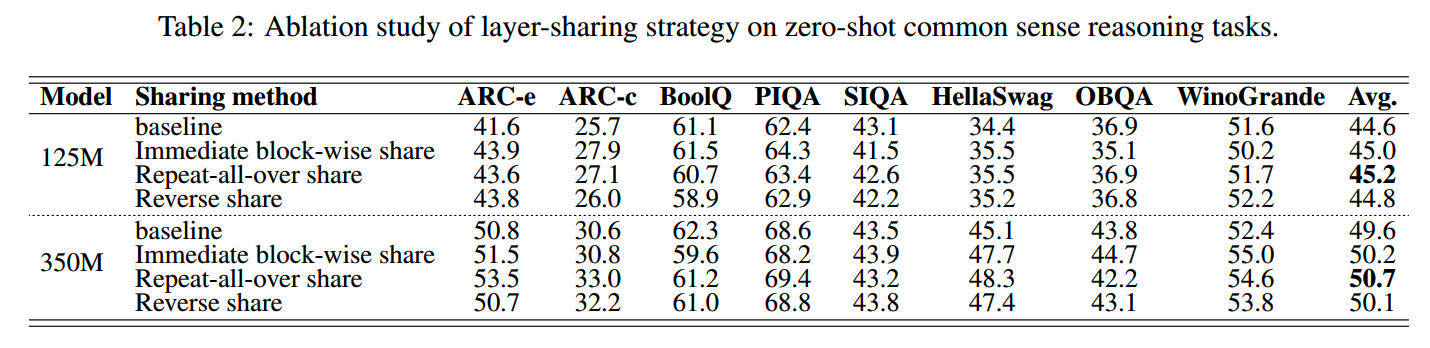 Table 2: Ablation study of layer-sharing strategy on zero-shot common sense reasoning tasks.
Model Sharing method ARC-e ARC-c BoolQ PIQA SIQA HellaSwag OBQA WinoGrande Avg.
125M
baseline 41.6 25.7 61.1 62.4 43.1 34.4 36.9 51.6 44.6
Immediate block-wise share 43.9 27.9 61.5 64.3 41.5 35.5 35.1 50.2 45.0
Repeat-all-over share 43.6 27.1 60.7 63.4 42.6 35.5 36.9 51.7 45.2
Reverse share 43.8 26.0 58.9 62.9 42.2 35.2 36.8 52.2 44.8
350M
baseline 50.8 30.6 62.3 68.6 43.5 45.1 43.8 52.4 49.6
Immediate block-wise share 51.5 30.8 59.6 68.2 43.9 47.7 44.7 55.0 50.2
Repeat-all-over share 53.5 33.0 61.2 69.4 43.2 48.3 42.2 54.6 50.7
Reverse share 50.7 32.2 61.0 68.8 43.8 47.4 43.1 53.8 50.1